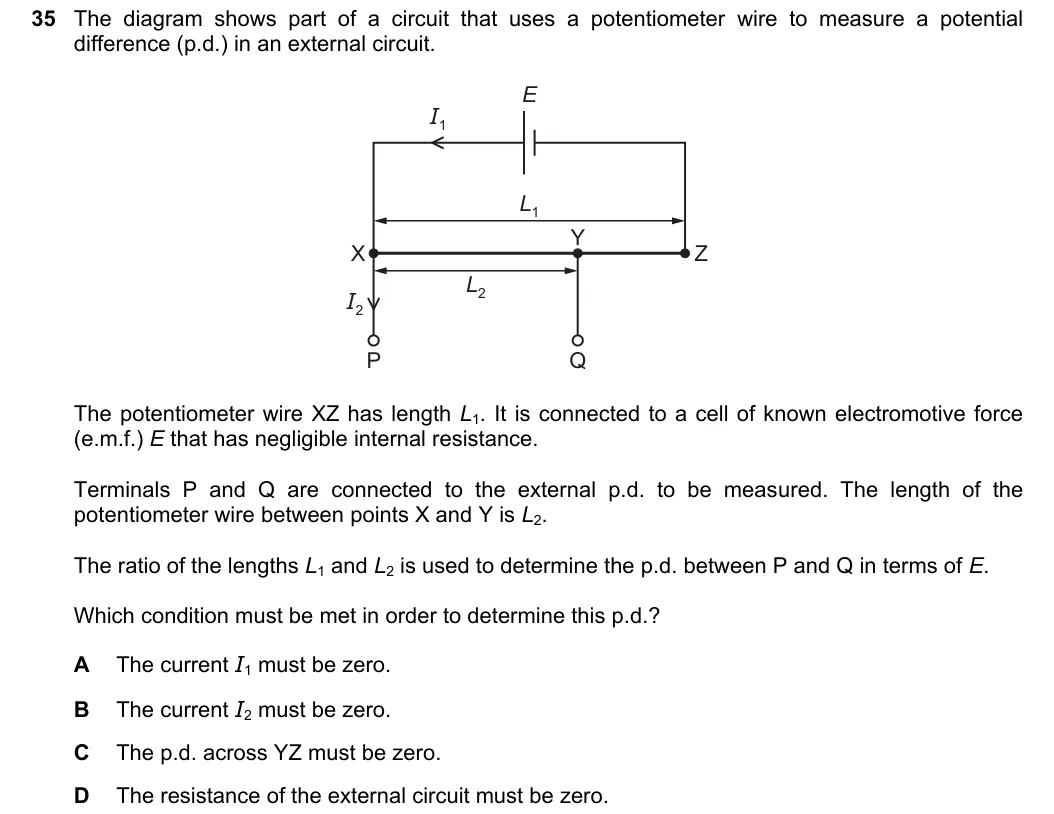 35 The diagram shows part of a circuit that uses a potentiometer wire to measure a potential
difference (p.d.) in an external circuit.
E
I₁
L₁
Y
X
Z
L₂
I₂
P
Q
The potentiometer wire XZ has length L₁. It is connected to a cell of known electromotive force
(e.m.f.) E that has negligible internal resistance.
Terminals P and Q are connected to the external p.d. to be measured. The length of the
potentiometer wire between points X and Y is L₂.
The ratio of the lengths L₁ and L₂ is used to determine the p.d. between P and Q in terms of E.
Which condition must be met in order to determine this p.d.?
A The current I₁ must be zero.
B The current I₂ must be zero.
C The p.d. across YZ must be zero.
D The resistance of the external circuit must be zero.